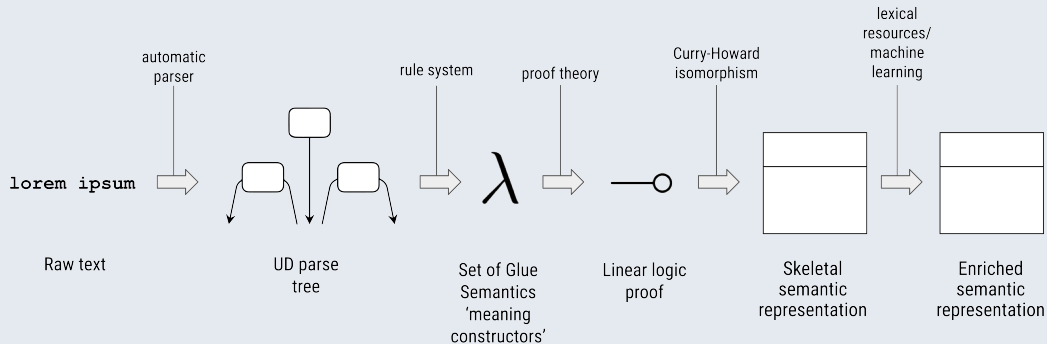 automatic
parser
rule system
proof theory
Curry-Howard
isomorphism
lexical
resources/
machine
learning
lorem ipsum
λ
Raw text
UD parse
tree
Set of Glue
Semantics
‘meaning
constructors’
Linear logic
proof
Skeletal
semantic
representation
Enriched
semantic
representation